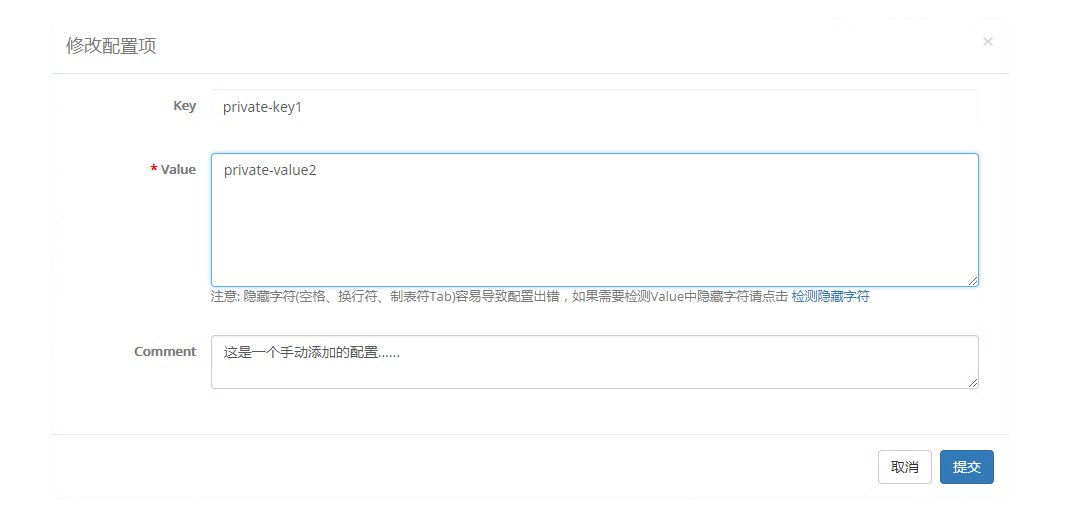 修改配置项
×
Key private-key1
* Value private-value2
注意: 隐藏字符(空格、换行符、制表符Tab)容易导致配置出错，如果需要检测Value中隐藏字符请点击 检测隐藏字符
Comment 这是一个手动添加的配置......
取消 提交